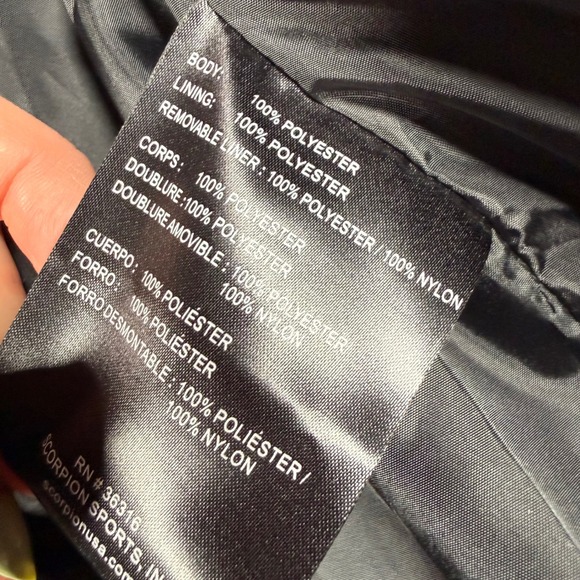 BODY: 100% POLYESTER
LINING: 100% POLYESTER
REMOVABLE LINER : 100% POLYESTER / 100% NYLON
CORPS : 100% POLYESTER
DOUBLURE :100% POLYESTER
DOUBLURE AMOVIBLE : 100% POLYESTER
100% NYLON
CUERPO : 100% POLIÉSTER
FORRO : 100% POLIÉSTER
FORRO DESMONTABLE : 100% POLIÉSTER /
100% NYLON
RN # 36316
SCORPION SPORTS, IN
scorpionusa.com